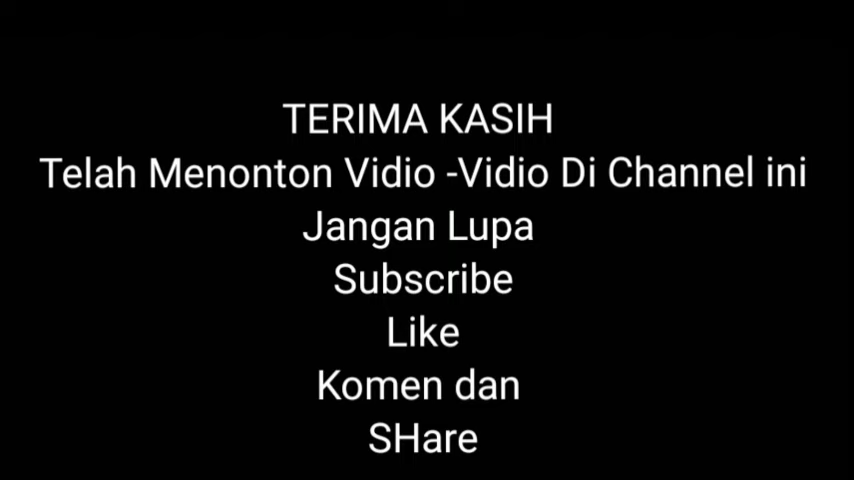 TERIMA KASIH
Telah Menonton Vidio -Vidio Di Channel ini
Jangan Lupa
Subscribe
Like
Komen dan
SHare